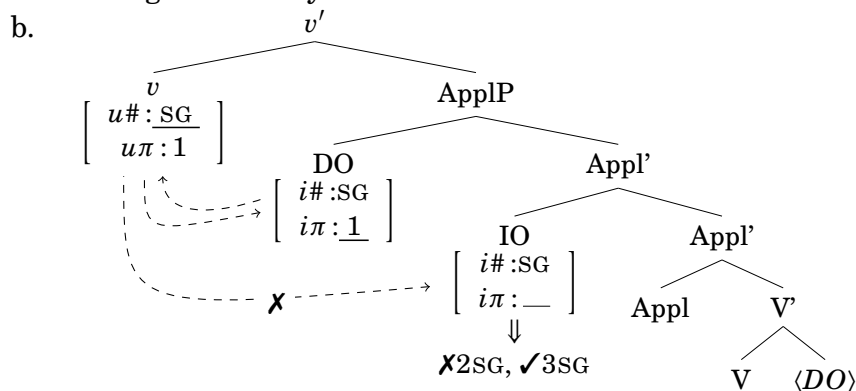 b.
v′
v
ApplP
[ u# : SG
uπ : 1 ]
DO
Appl’
[ i# :SG
iπ : 1 ]
IO
Appl’
[ i# :SG
iπ : __ ]
Appl
V’
✗
⇓
✗2SG, ✓3SG
V
⟨DO⟩